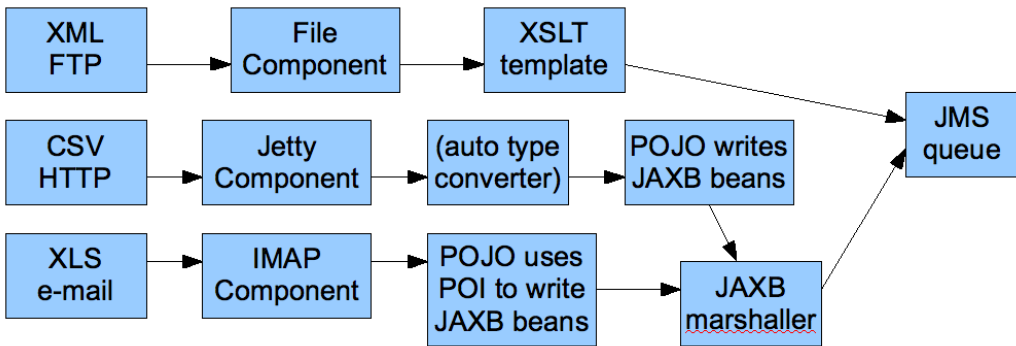 XML
FTP
File
Component
XSLT
template
JMS
queue
CSV
HTTP
Jetty
Component
(auto type
converter)
POJO writes
JAXB beans
XLS
e-mail
IMAP
Component
POJO uses
POI to write
JAXB beans
JAXB
marshaller